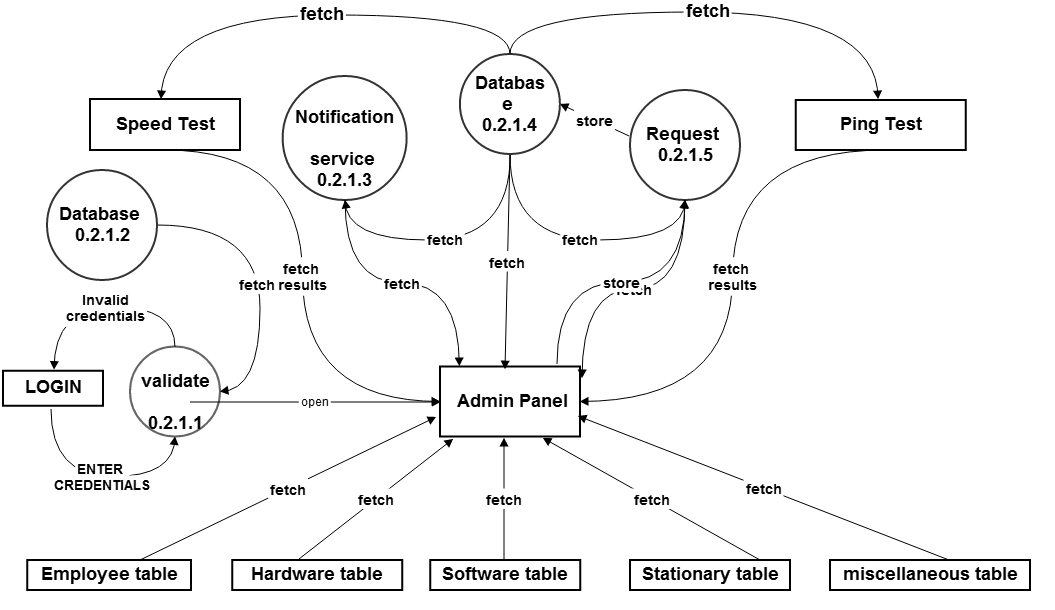 fetch
fetch
Speed Test
Notification
service
0.2.1.3
Databas
e
0.2.1.4
store
Request
0.2.1.5
Ping Test
Database
0.2.1.2
fetch
fetch
fetch
fetch
fetch
results
fetch
fetch
store
fetch
fetch
results
Invalid
credentials
LOGIN
validate
0.2.1.1
open
Admin Panel
ENTER
CREDENTIALS
fetch
fetch
fetch
fetch
fetch
Employee table
Hardware table
Software table
Stationary table
miscellaneous table